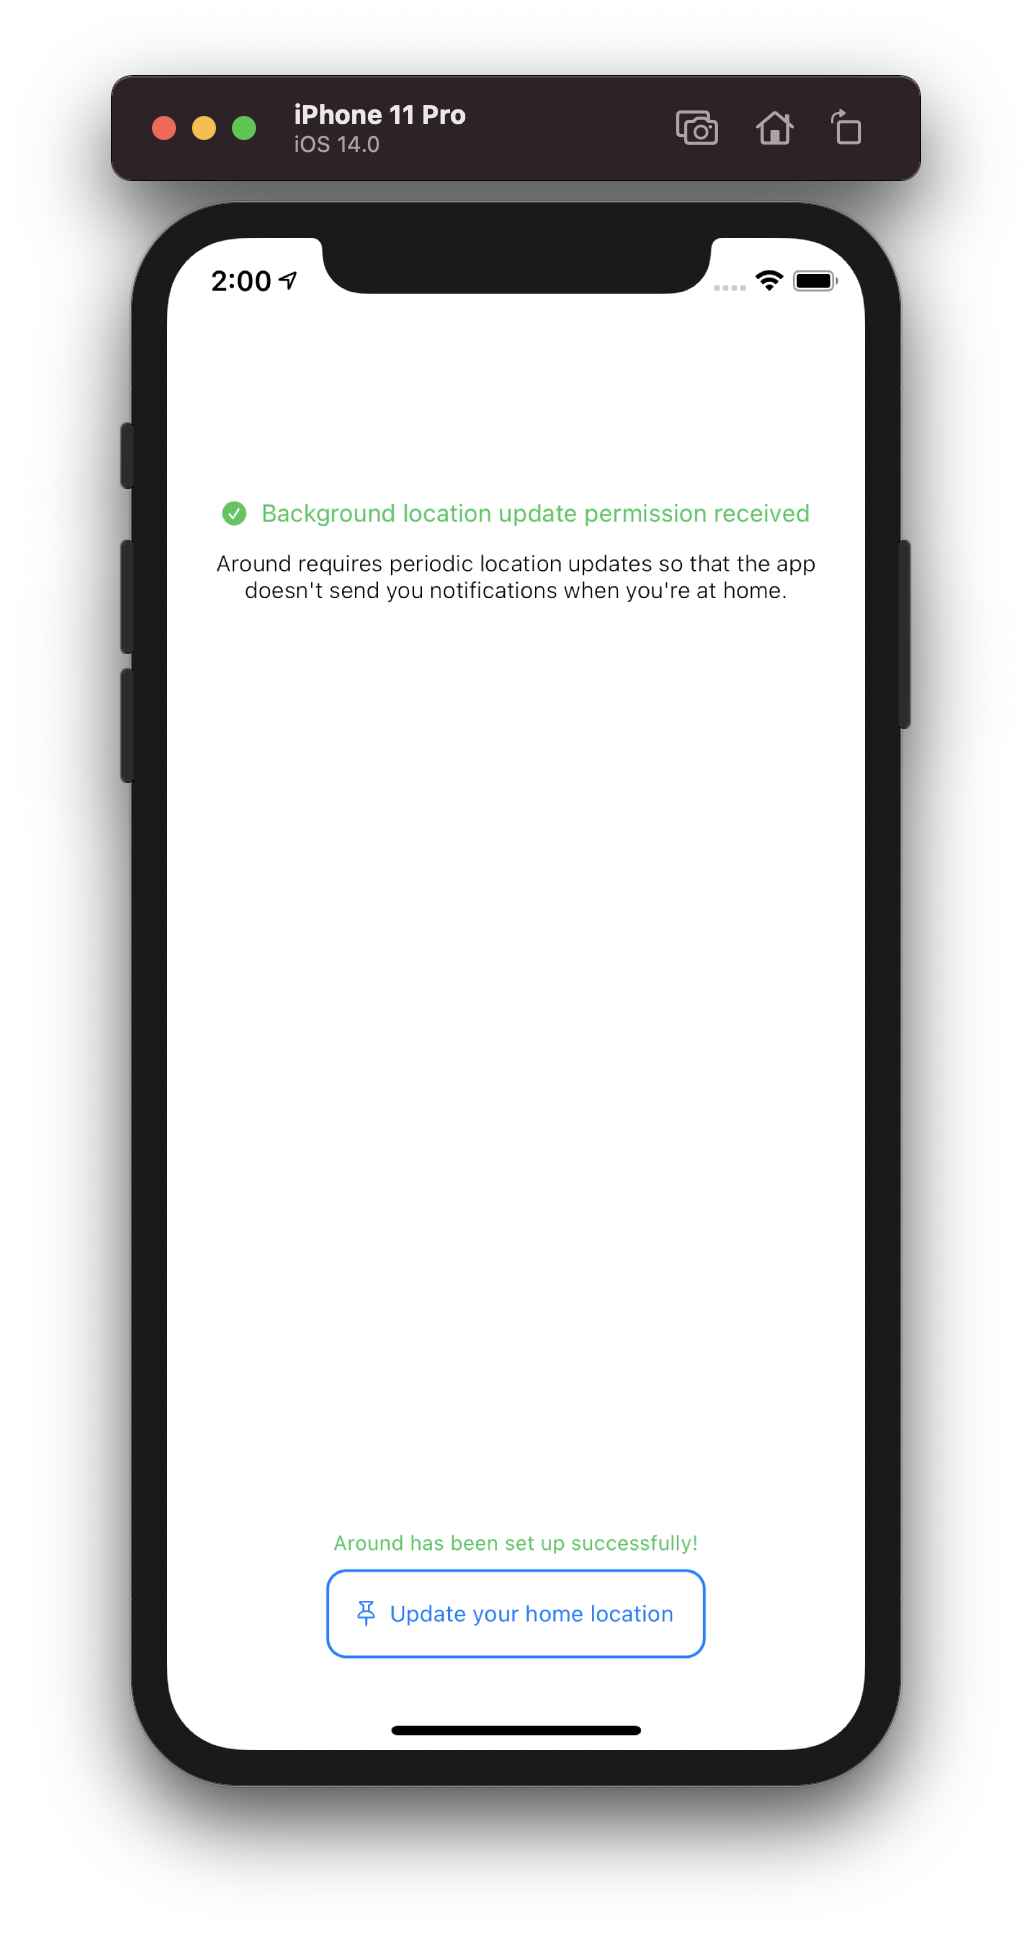 iPhone 11 Pro
iOS 14.0
2:00
Background location update permission received
Around requires periodic location updates so that the app
doesn't send you notifications when you're at home.
Around has been set up successfully!
Update your home location